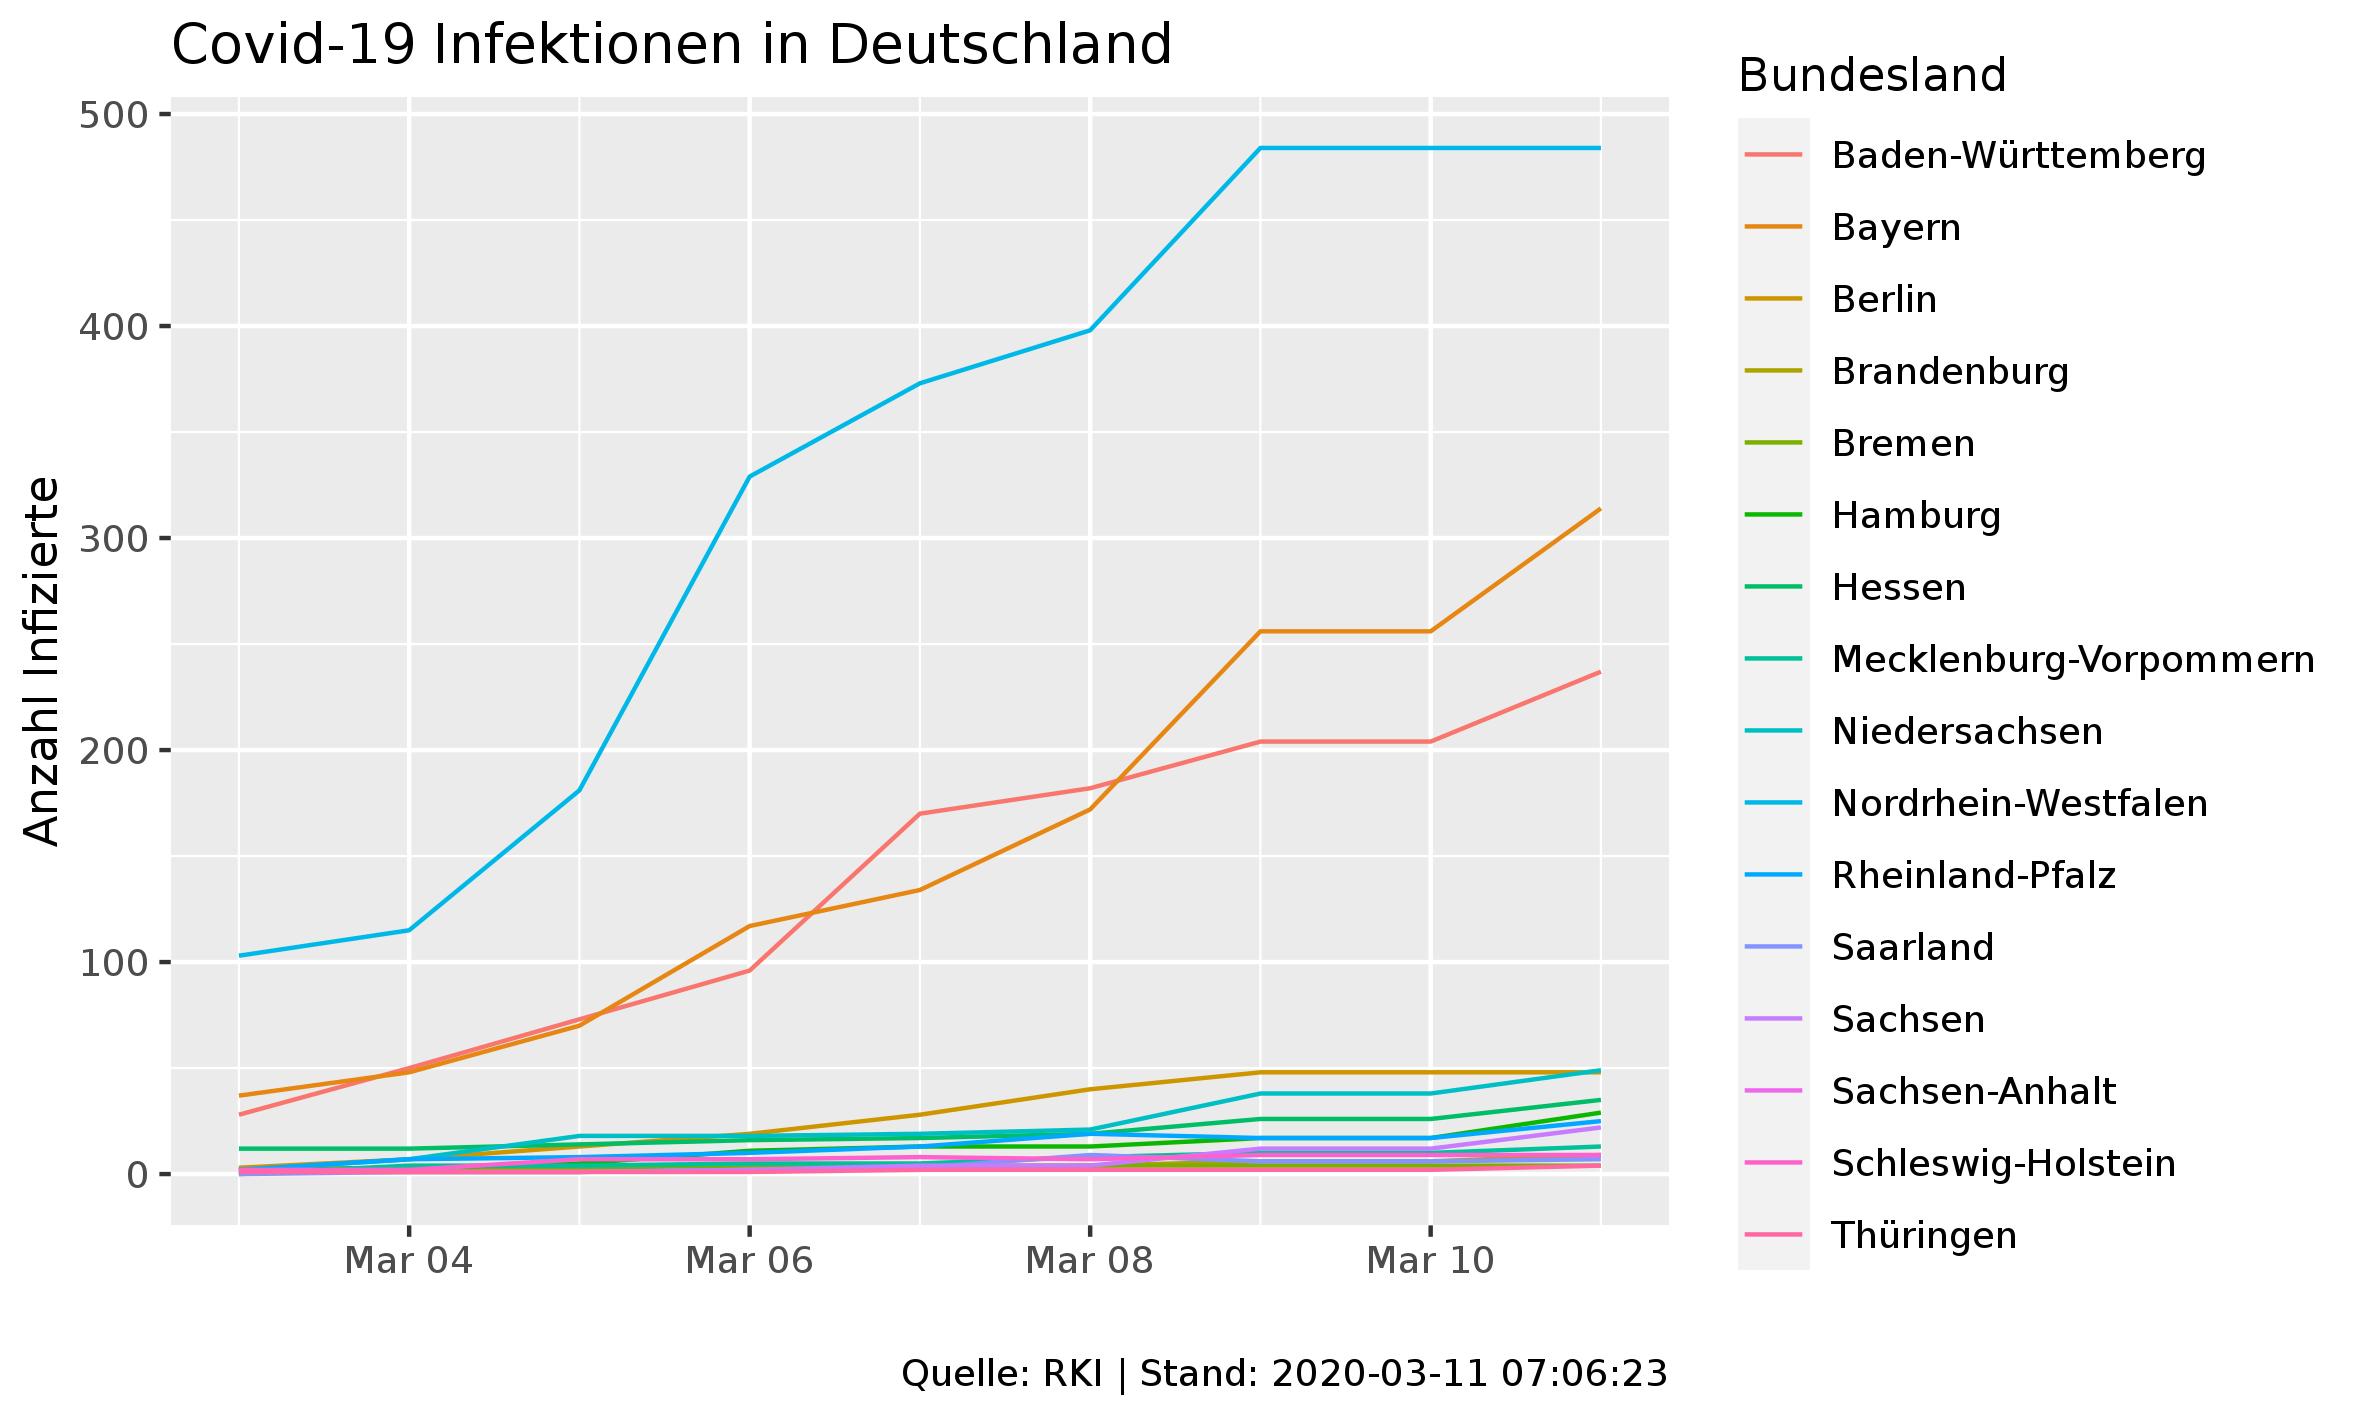 Covid-19 Infektionen in Deutschland
Anzahl Infizierte
500
400
300
200
100
0
Mar 04
Mar 06
Mar 08
Mar 10
Bundesland
Baden-Württemberg
Bayern
Berlin
Brandenburg
Bremen
Hamburg
Hessen
Mecklenburg-Vorpommern
Niedersachsen
Nordrhein-Westfalen
Rheinland-Pfalz
Saarland
Sachsen
Sachsen-Anhalt
Schleswig-Holstein
Thüringen
Quelle: RKI | Stand: 2020-03-11 07:06:23